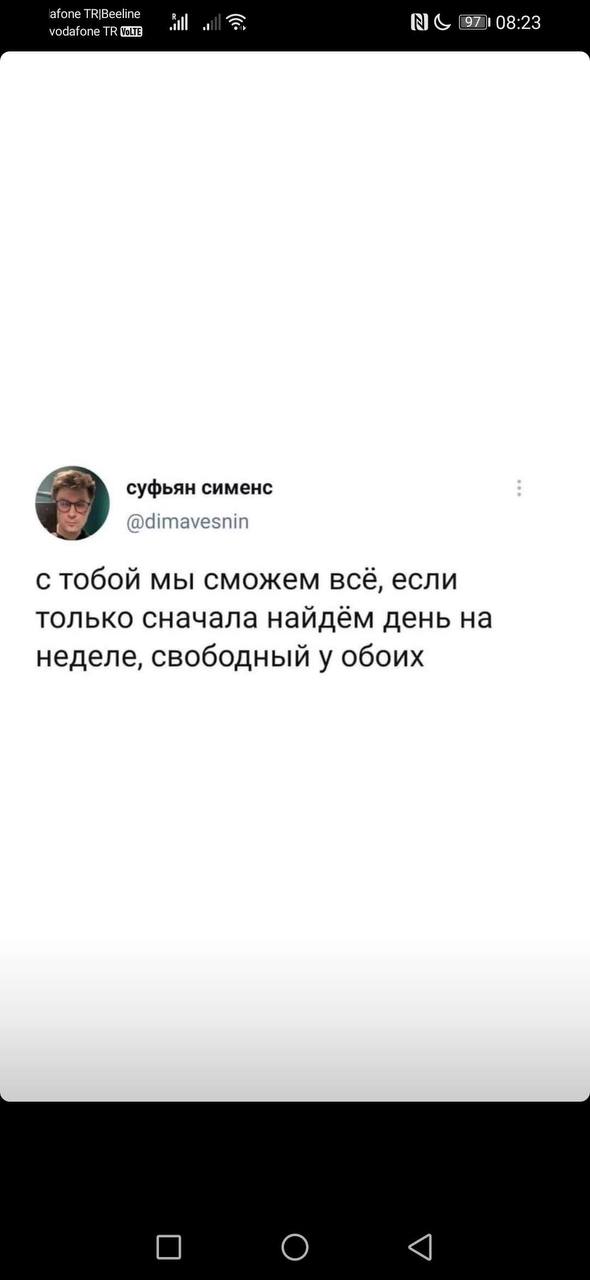 afone TR|Beeline
vodafone TR VoLTE
R
97 08:23
суфьян сименс
@dimavesnin
с тобой мы сможем всё, если
только сначала найдём день на
неделе, свободный у обоих